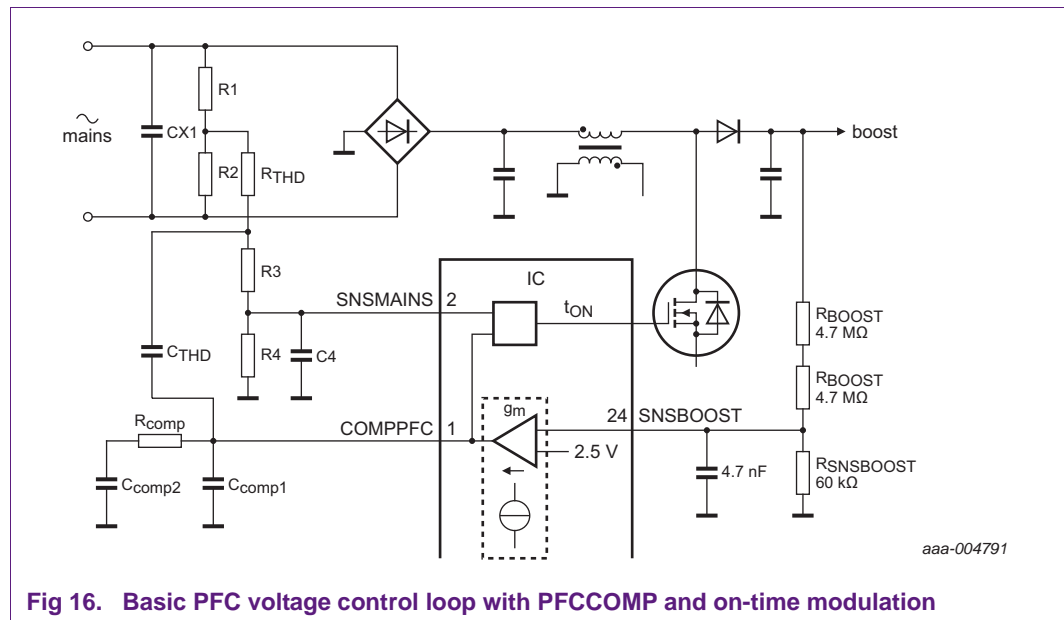 R1
mains
CX1
R2
RTHD
boost
R3
IC
SNSMAINS 2
tON
RBOOST
4.7 MΩ
CTHD
R4
C4
RBOOST
4.7 MΩ
gm
Rcomp
COMPPFC 1
24 SNSBOOST
2.5 V
4.7 nF
RSNSBOOST
60 kΩ
Ccomp2
Ccomp1
aaa-004791
Fig 16. Basic PFC voltage control loop with PFCCOMP and on-time modulation